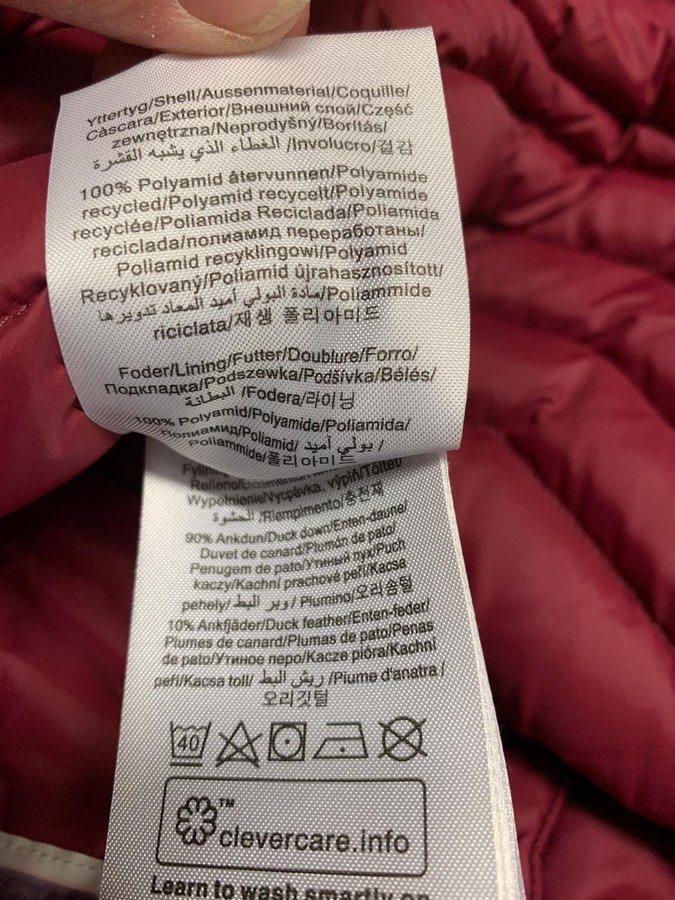 Yttertyg/Shell/Aussenmaterial/Coquille/
Càscara/Exterior/Внешний слой/Część
zewnętrzna/Neprodyšný/Borítás/
الغطاء الذي يشبه القشرة /Involucro/겉감
100% Polyamid återvunnen/Polyamide
recycled/Polyamid recycelt/Polyamide
recyclée/Poliamida Reciclada/Poliamida
reciclada/полиамид переработаны/
Poliamid recyklingowi/Polyamid
Recyklovaný/Poliamid újrahasznosított/
مادة البولي أميد المعاد تدويرها/Poliammide
riciclata/재생 폴리아미드
Foder/Lining/Futter/Doublure/Forro/
Подкладка/Podszewka/Podšívka/Bélés/
البطانة /Fodera/라이닝
100% Polyamid/Polyamide/Poliamida/
Полиамид/Poliamid/ بولي أميد /
Poliammide/폴리아미드
Wypełnienie/Vycpávka, výplň/Töltet/
الحشوة /Riempimento/충전재
90% Ankdun/Duck down/Enten-daune/
Duvet de canard/Plumón de pato/
Penugem de pato/Утиный пух/Puch
kaczy/Kachní prachové peří/Kacsa
pehely/ وبر البط / Piumino/오리솜털
10% Ankfjäder/Duck feather/Enten-feder/
Plumes de canard/Plumas de pato/Penas
de pato/Утиное перо/Kacze pióra/Kachní
peří/Kacsa toll/ ريش البط /Piume d'anatra /
오리깃털
40
TM
clevercare.info
Learn to wash smartly on